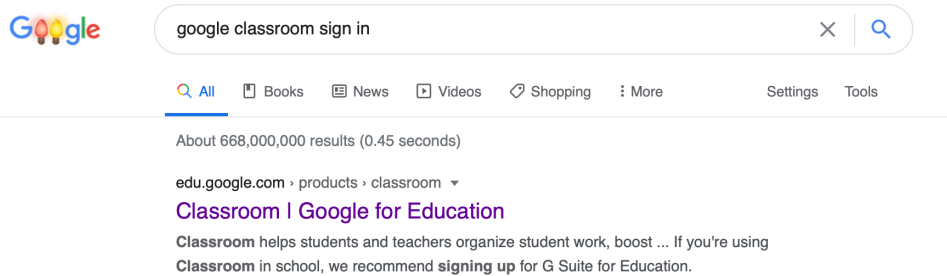 Google
google classroom sign in
All Books News Videos Shopping More Settings Tools
About 668,000,000 results (0.45 seconds)
edu.google.com › products › classroom
Classroom | Google for Education
Classroom helps students and teachers organize student work, boost ... If you're using
Classroom in school, we recommend signing up for G Suite for Education.